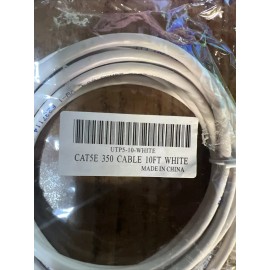 UTP5-10-WHITE
CAT5E 350 CABLE 10FT WHITE
MADE IN CHINA